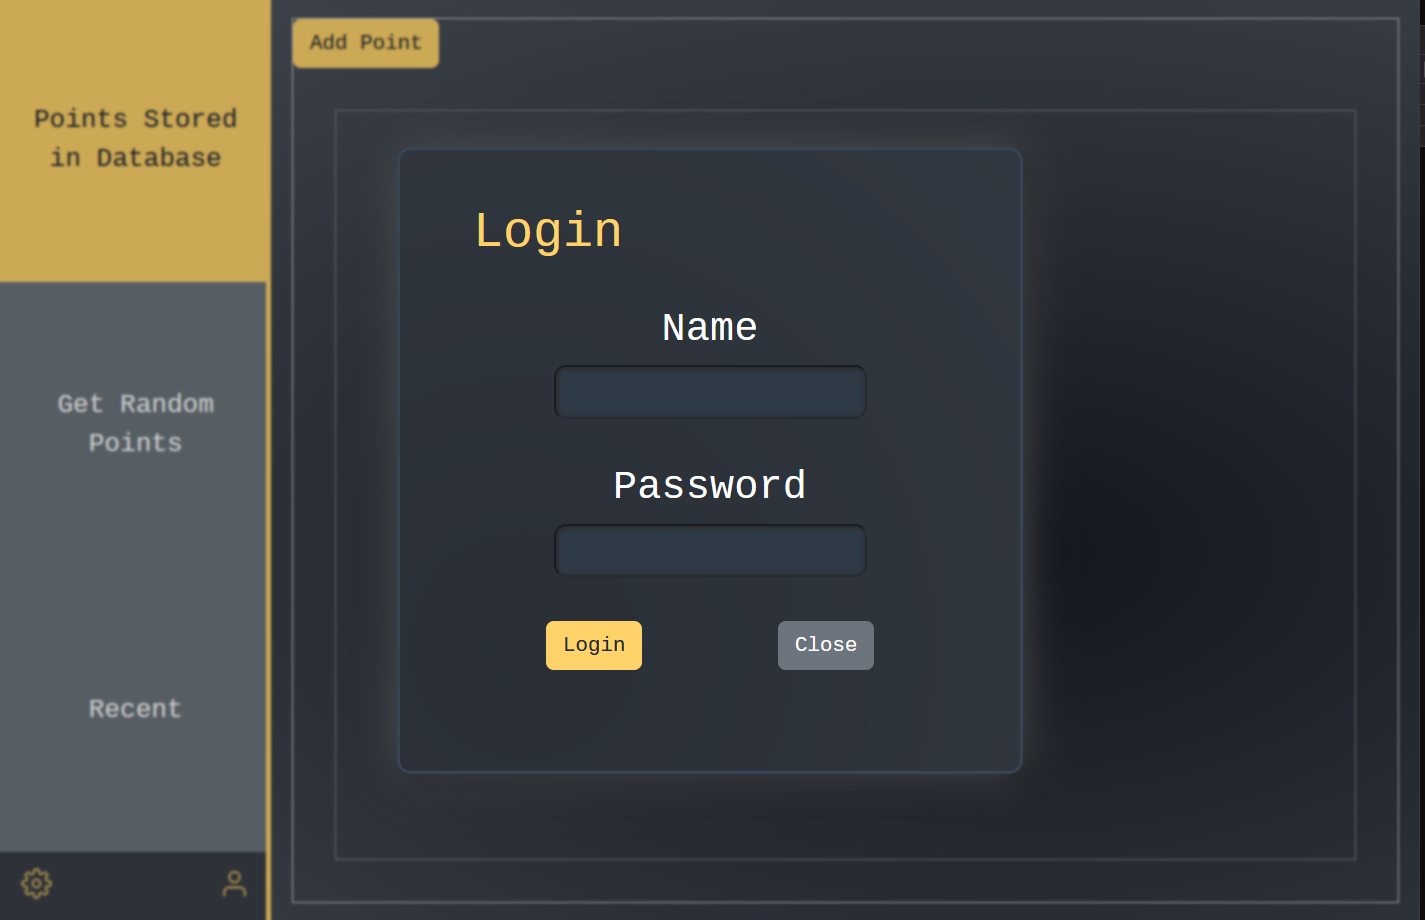 Points Stored
in Database
Get Random
Points
Recent
Add Point
Login
Name
Password
Login
Close